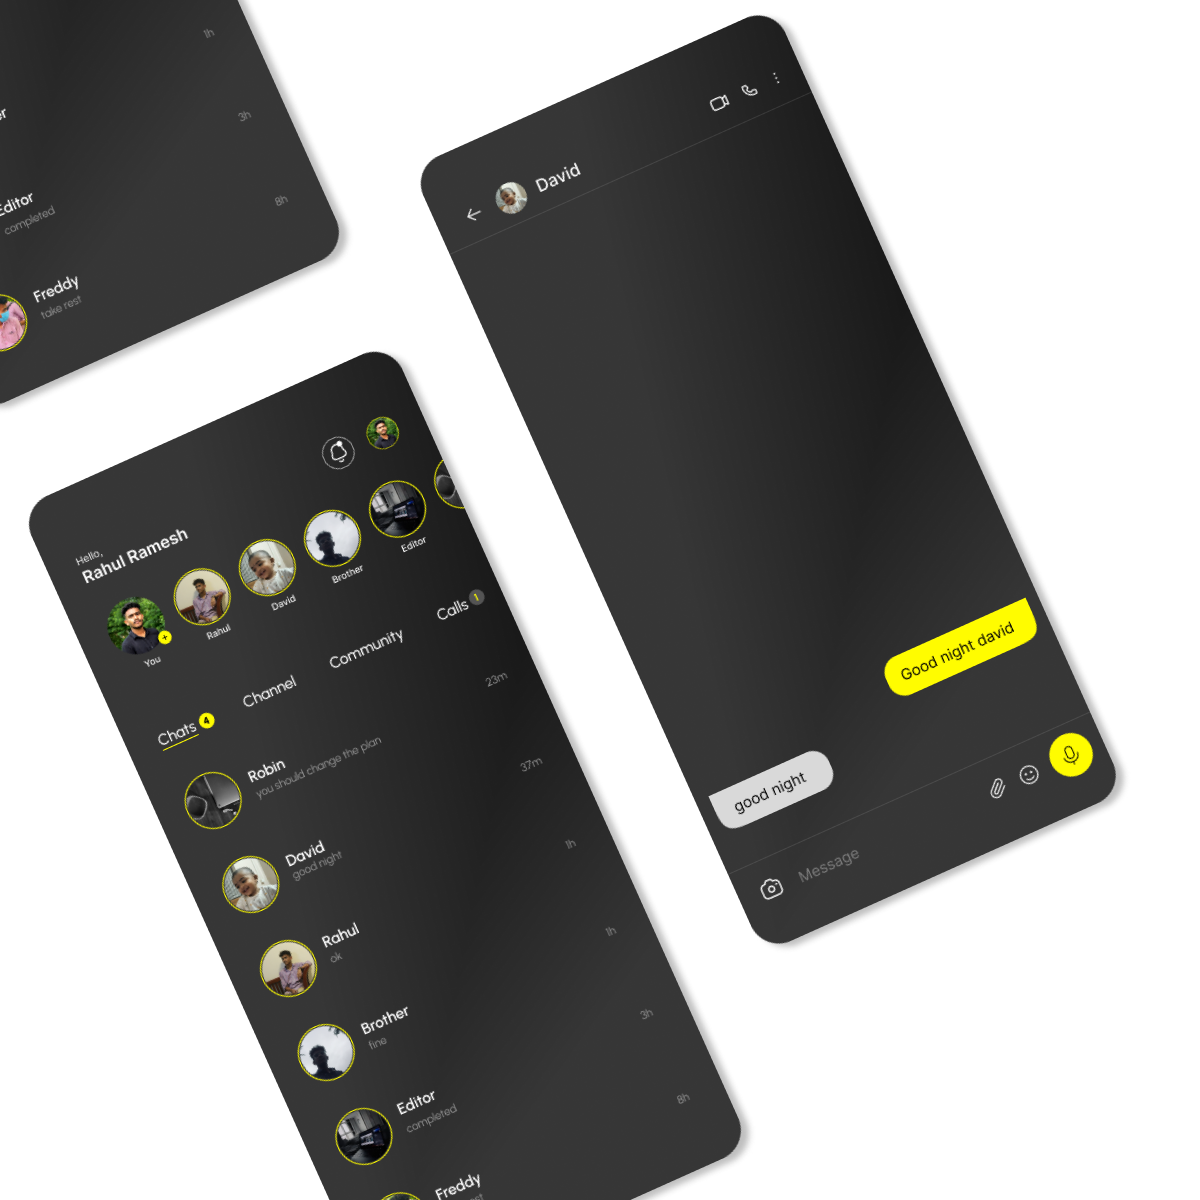 1h
3h
Editor
completed
8h
Freddy
take rest
David
Good night david
good night
Message
Hello,
Rahul Ramesh
You
Rahul
David
Brother
Editor
Chats 4
Channel
Community
Calls 1
Robin
you should change the plan
23m
David
good night
37m
Rahul
ok
1h
Brother
fine
1h
Editor
completed
3h
Freddy
8h